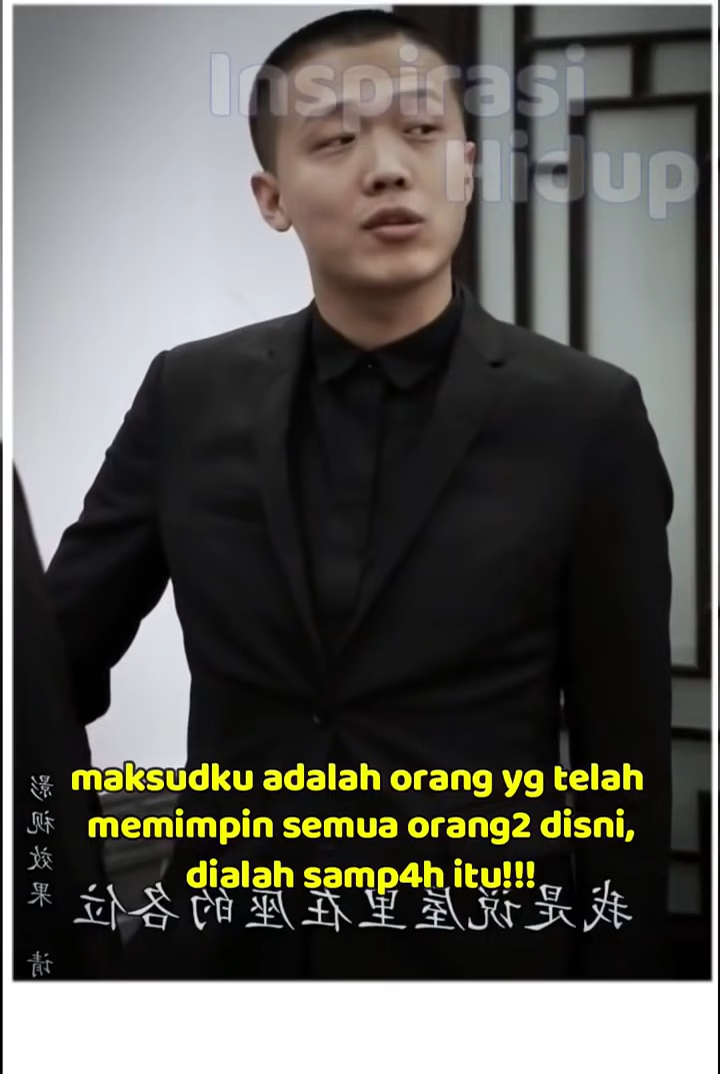 Inspirasi
Hidup
maksudku adalah orang yg telah
memimpin semua orang2 disni,
dialah samp4h itu!!!
我是说屋里在座的各位
影视效果 请